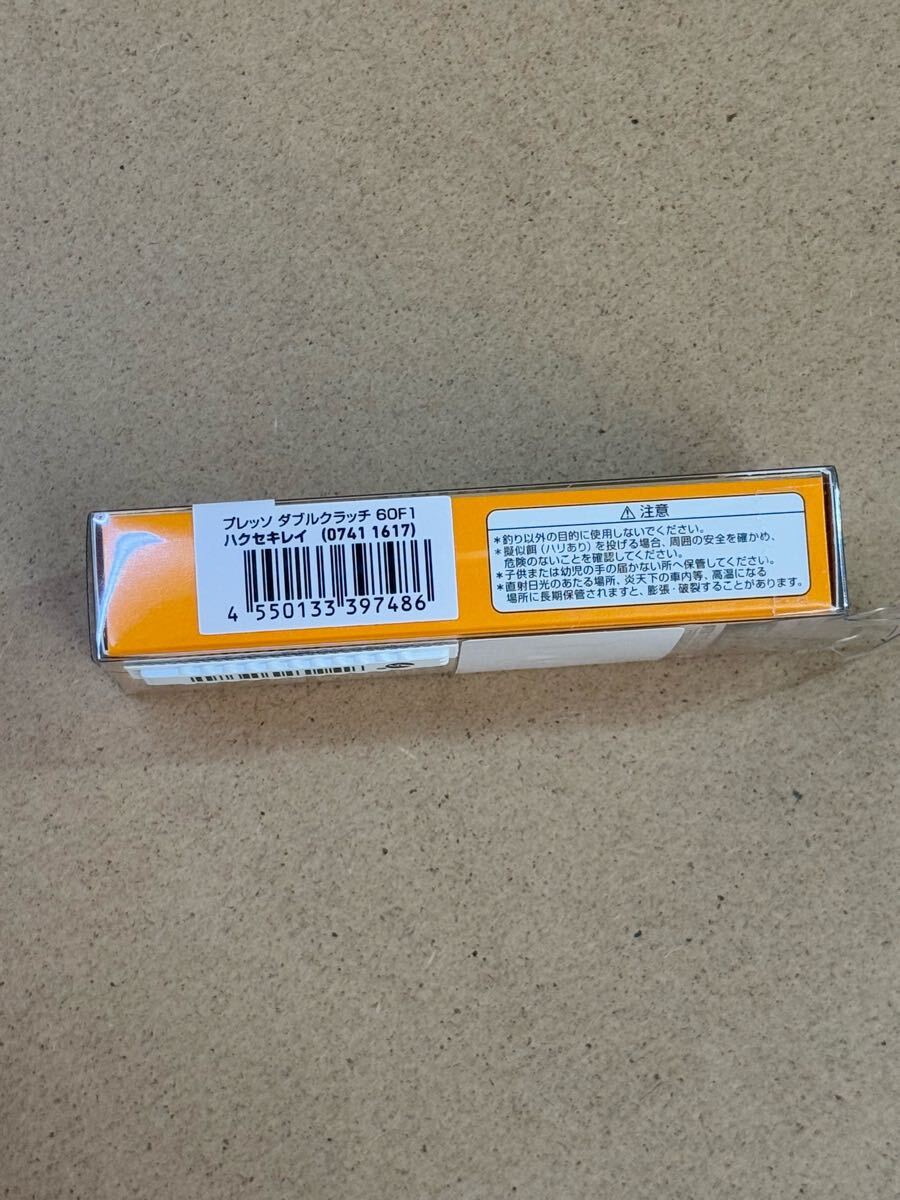 プレッソ ダブルクラッチ 60F1
ハクセキレイ (0741 1617)
4 550133 397486
⚠ 注意
*釣り以外の目的に使用しないでください。
*擬似餌(ハリあり)を投げる場合、周囲の安全を確かめ、
危険のないことを確認してください。
*子供または幼児の手の届かない所へ保管してください。
*直射日光のあたる場所、炎天下の車内等、高温になる
場所に長期保管されますと、膨張・破裂することがあります。